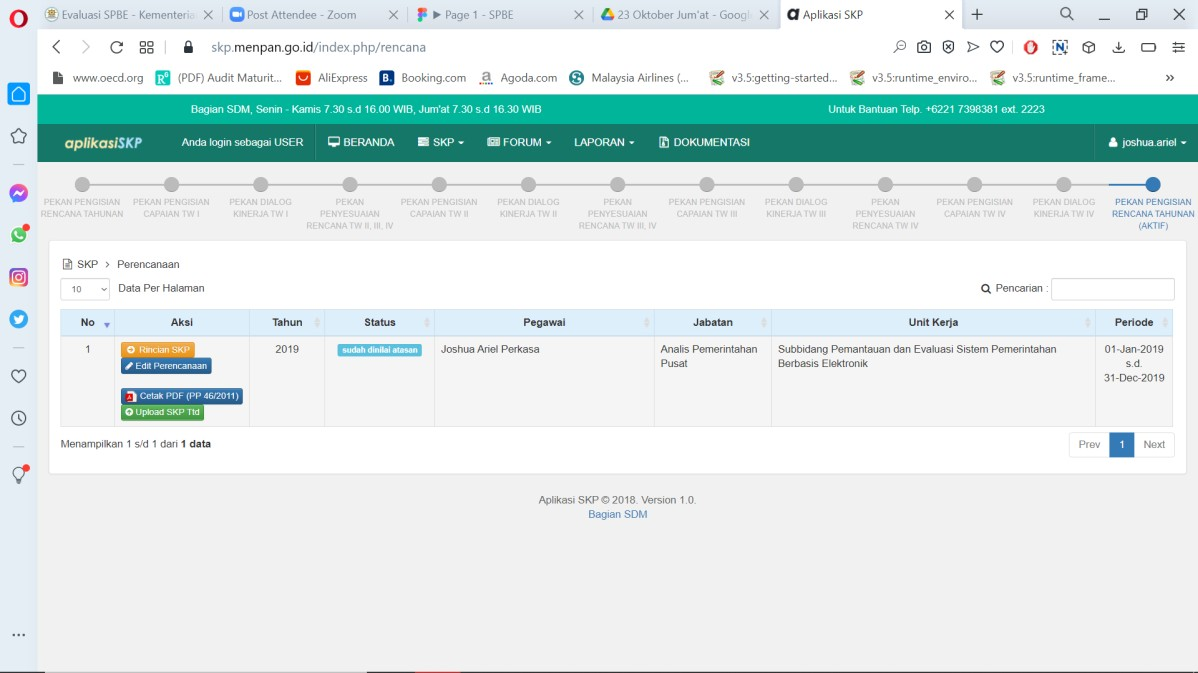 Evaluasi SPBE - Kementeria
Post Attendee - Zoom
Page 1 - SPBE
23 Oktober Jum'at - Googl
Aplikasi SKP
skp.menpan.go.id/index.php/rencana
www.oecd.org
(PDF) Audit Maturit...
AliExpress
Booking.com
Agoda.com
Malaysia Airlines (...
v3.5:getting-started...
v3.5:runtime_enviro...
v3.5:runtime_frame...
Bagian SDM, Senin - Kamis 7.30 s.d 16.00 WIB, Jum'at 7.30 s.d 16.30 WIB
Untuk Bantuan Telp. +6221 7398381 ext. 2223
aplikasiSKP
Anda login sebagai USER
BERANDA
SKP
FORUM
LAPORAN
DOKUMENTASI
joshua.ariel
PEKAN PENGISIAN
RENCANA TAHUNAN
PEKAN PENGISIAN
CAPAIAN TW I
PEKAN DIALOG
KINERJA TW I
PEKAN
PENYESUAIAN
RENCANA TW II, III, IV
PEKAN PENGISIAN
CAPAIAN TW II
PEKAN DIALOG
KINERJA TW II
PEKAN
PENYESUAIAN
RENCANA TW III, IV
PEKAN PENGISIAN
CAPAIAN TW III
PEKAN DIALOG
KINERJA TW III
PEKAN
PENYESUAIAN
RENCANA TW IV
PEKAN PENGISIAN
CAPAIAN TW IV
PEKAN DIALOG
KINERJA TW IV
PEKAN PENGISIAN
RENCANA TAHUNAN
(AKTIF)
SKP > Perencanaan
10 Data Per Halaman
Pencarian :
No
Aksi
Tahun
Status
Pegawai
Jabatan
Unit Kerja
Periode
1
Rincian SKP
Edit Perencanaan
Cetak PDF (PP 46/2011)
Upload SKP Ttd
2019
sudah dinilai atasan
Joshua Ariel Perkasa
Analis Pemerintahan
Pusat
Subbidang Pemantauan dan Evaluasi Sistem Pemerintahan
Berbasis Elektronik
01-Jan-2019
s.d.
31-Dec-2019
Menampilkan 1 s/d 1 dari 1 data
Prev
1
Next
Aplikasi SKP © 2018. Version 1.0.
Bagian SDM